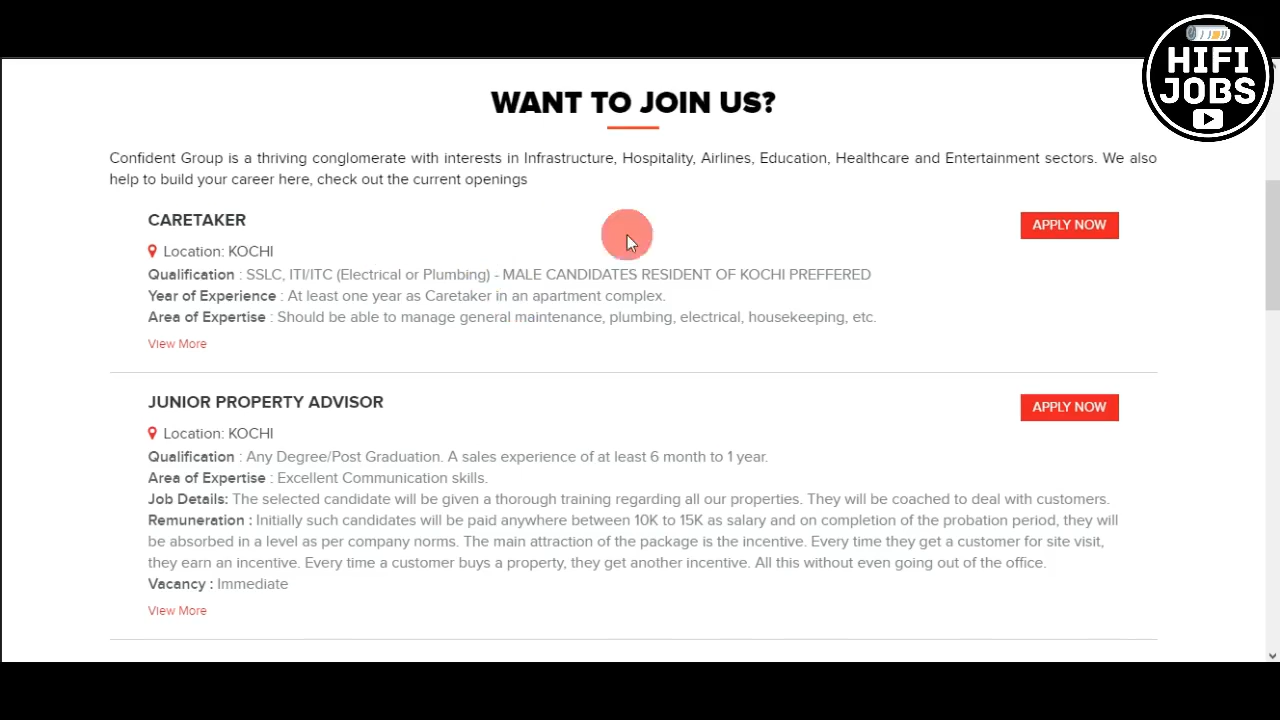 HIFI
JOBS
WANT TO JOIN US?
Confident Group is a thriving conglomerate with interests in Infrastructure, Hospitality, Airlines, Education, Healthcare and Entertainment sectors. We also
help to build your career here, check out the current openings
CARETAKER
APPLY NOW
Location: KOCHI
Qualification : SSLC, ITI/ITC (Electrical or Plumbing) - MALE CANDIDATES RESIDENT OF KOCHI PREFFERED
Year of Experience : At least one year as Caretaker in an apartment complex.
Area of Expertise : Should be able to manage general maintenance, plumbing, electrical, housekeeping, etc.
View More
JUNIOR PROPERTY ADVISOR
APPLY NOW
Location: KOCHI
Qualification : Any Degree/Post Graduation. A sales experience of at least 6 month to 1 year.
Area of Expertise : Excellent Communication skills.
Job Details: The selected candidate will be given a thorough training regarding all our properties. They will be coached to deal with customers.
Remuneration : Initially such candidates will be paid anywhere between 10K to 15K as salary and on completion of the probation period, they will
be absorbed in a level as per company norms. The main attraction of the package is the incentive. Every time they get a customer for site visit,
they earn an incentive. Every time a customer buys a property, they get another incentive. All this without even going out of the office.
Vacancy : Immediate
View More